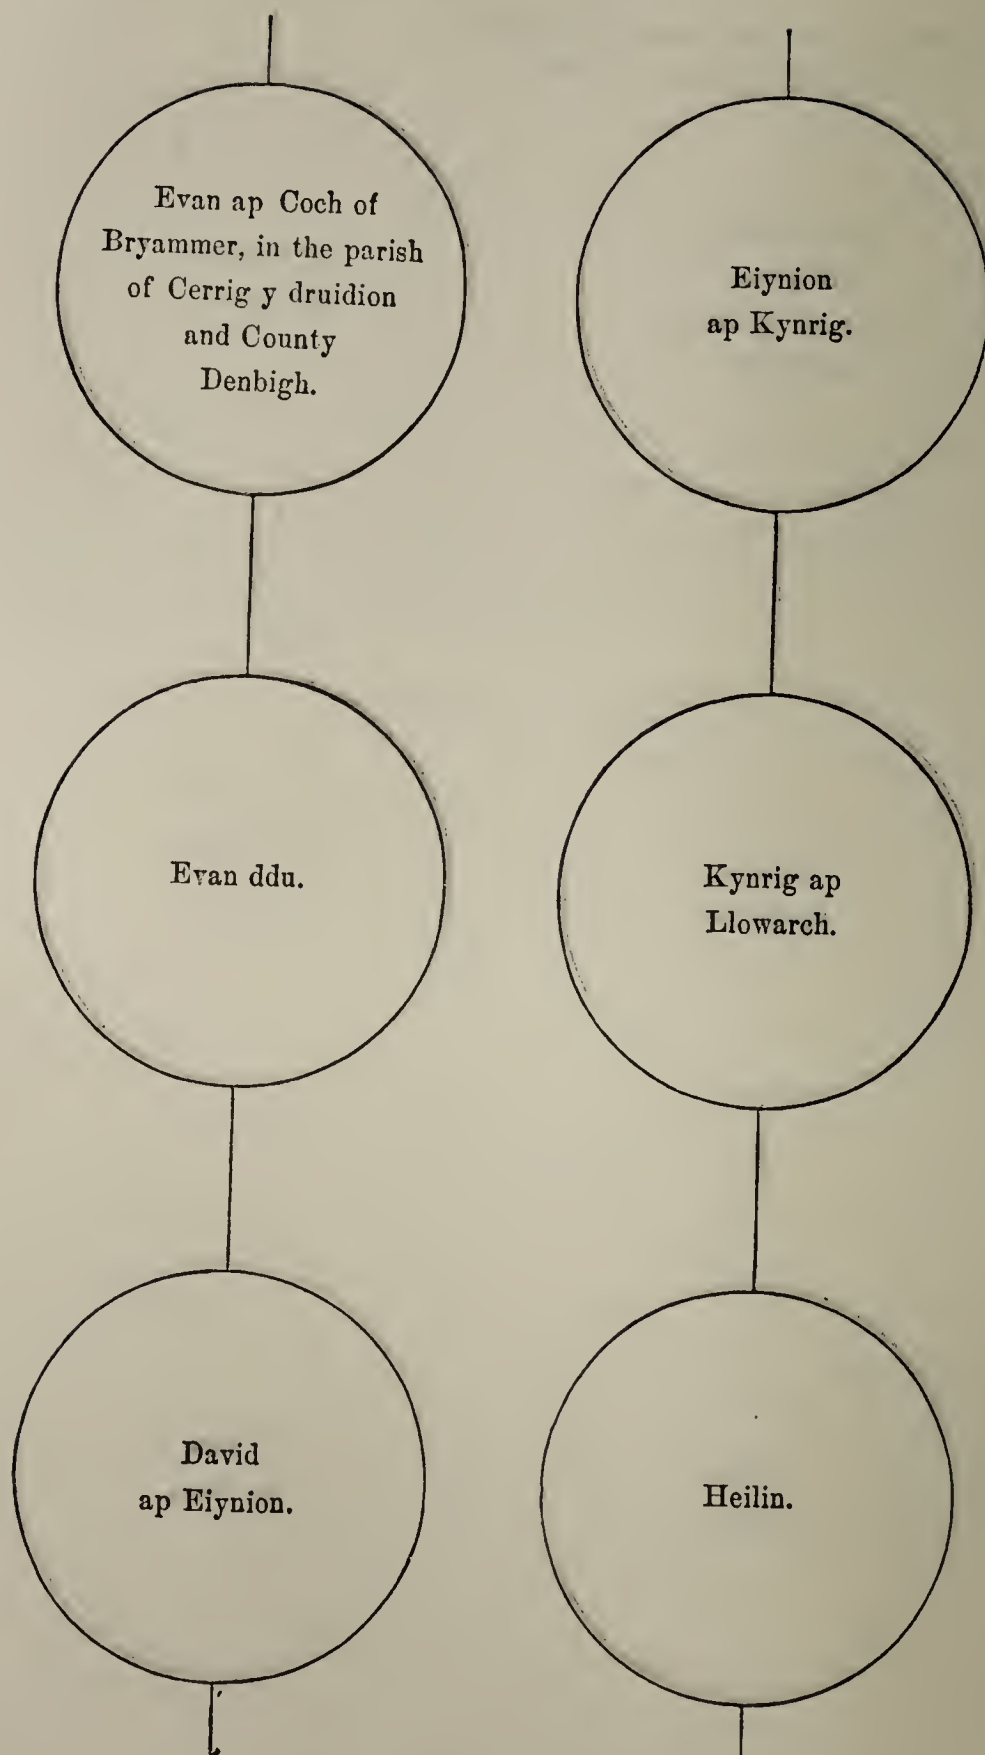 Evan ap Coch of
Bryammer, in the parish
of Cerrig y druidion
and County
Denbigh.
Evan ddu.
David
ap Eiynion.
Eiynion
ap Kynrig.
Kynrig ap
Llowarch.
Heilin.